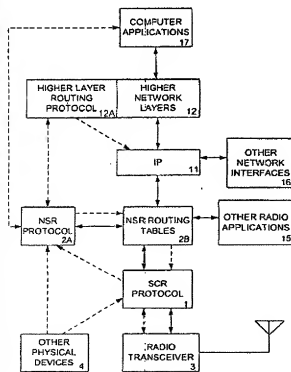 COMPUTER
APPLICATIONS
17
HIGHER LAYER
ROUTING
PROTOCOL
12A
HIGHER
NETWORK
LAYERS
12
IP
11
OTHER
NETWORK
INTERFACES
16
NSR
PROTOCOL
2A
NSR ROUTING
TABLES
2B
OTHER RADIO
APPLICATIONS
15
SCR
PROTOCOL
1
OTHER
PHYSICAL
DEVICES
4
RADIO
TRANSCEIVER
3